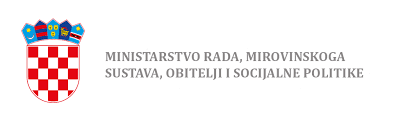 MINISTARSTVO RADA, MIROVINSKOGA
SUSTAVA, OBITELJI I SOCIJALNE POLITIKE